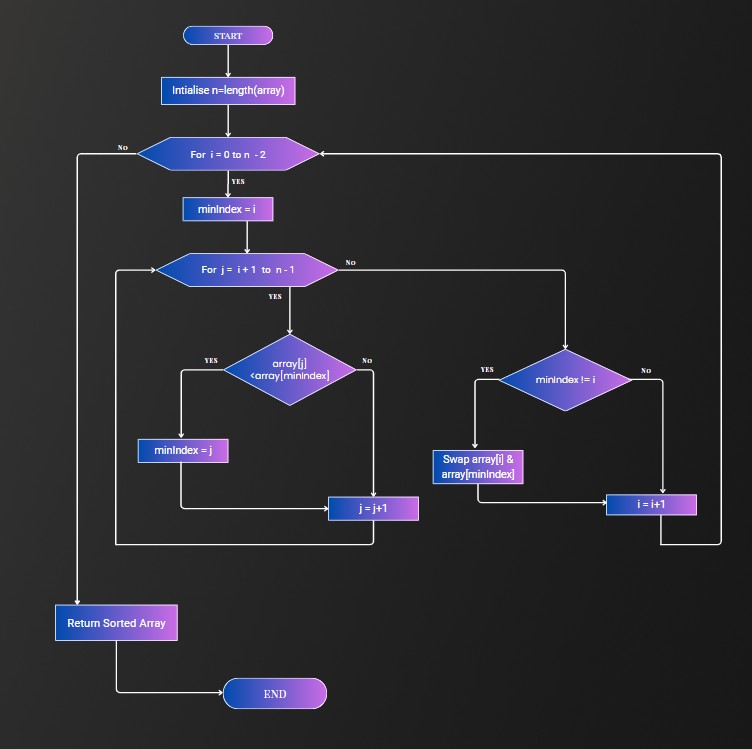 START
Intialise n=length(array)
NO
For i = 0 to n - 2
YES
minIndex = i
For j = i + 1 to n - 1
NO
YES
YES
array[j]
<array[minIndex]
NO
YES
minIndex != i
NO
minIndex = j
Swap array[i] &
array[minIndex]
j = j+1
i = i+1
Return Sorted Array
END